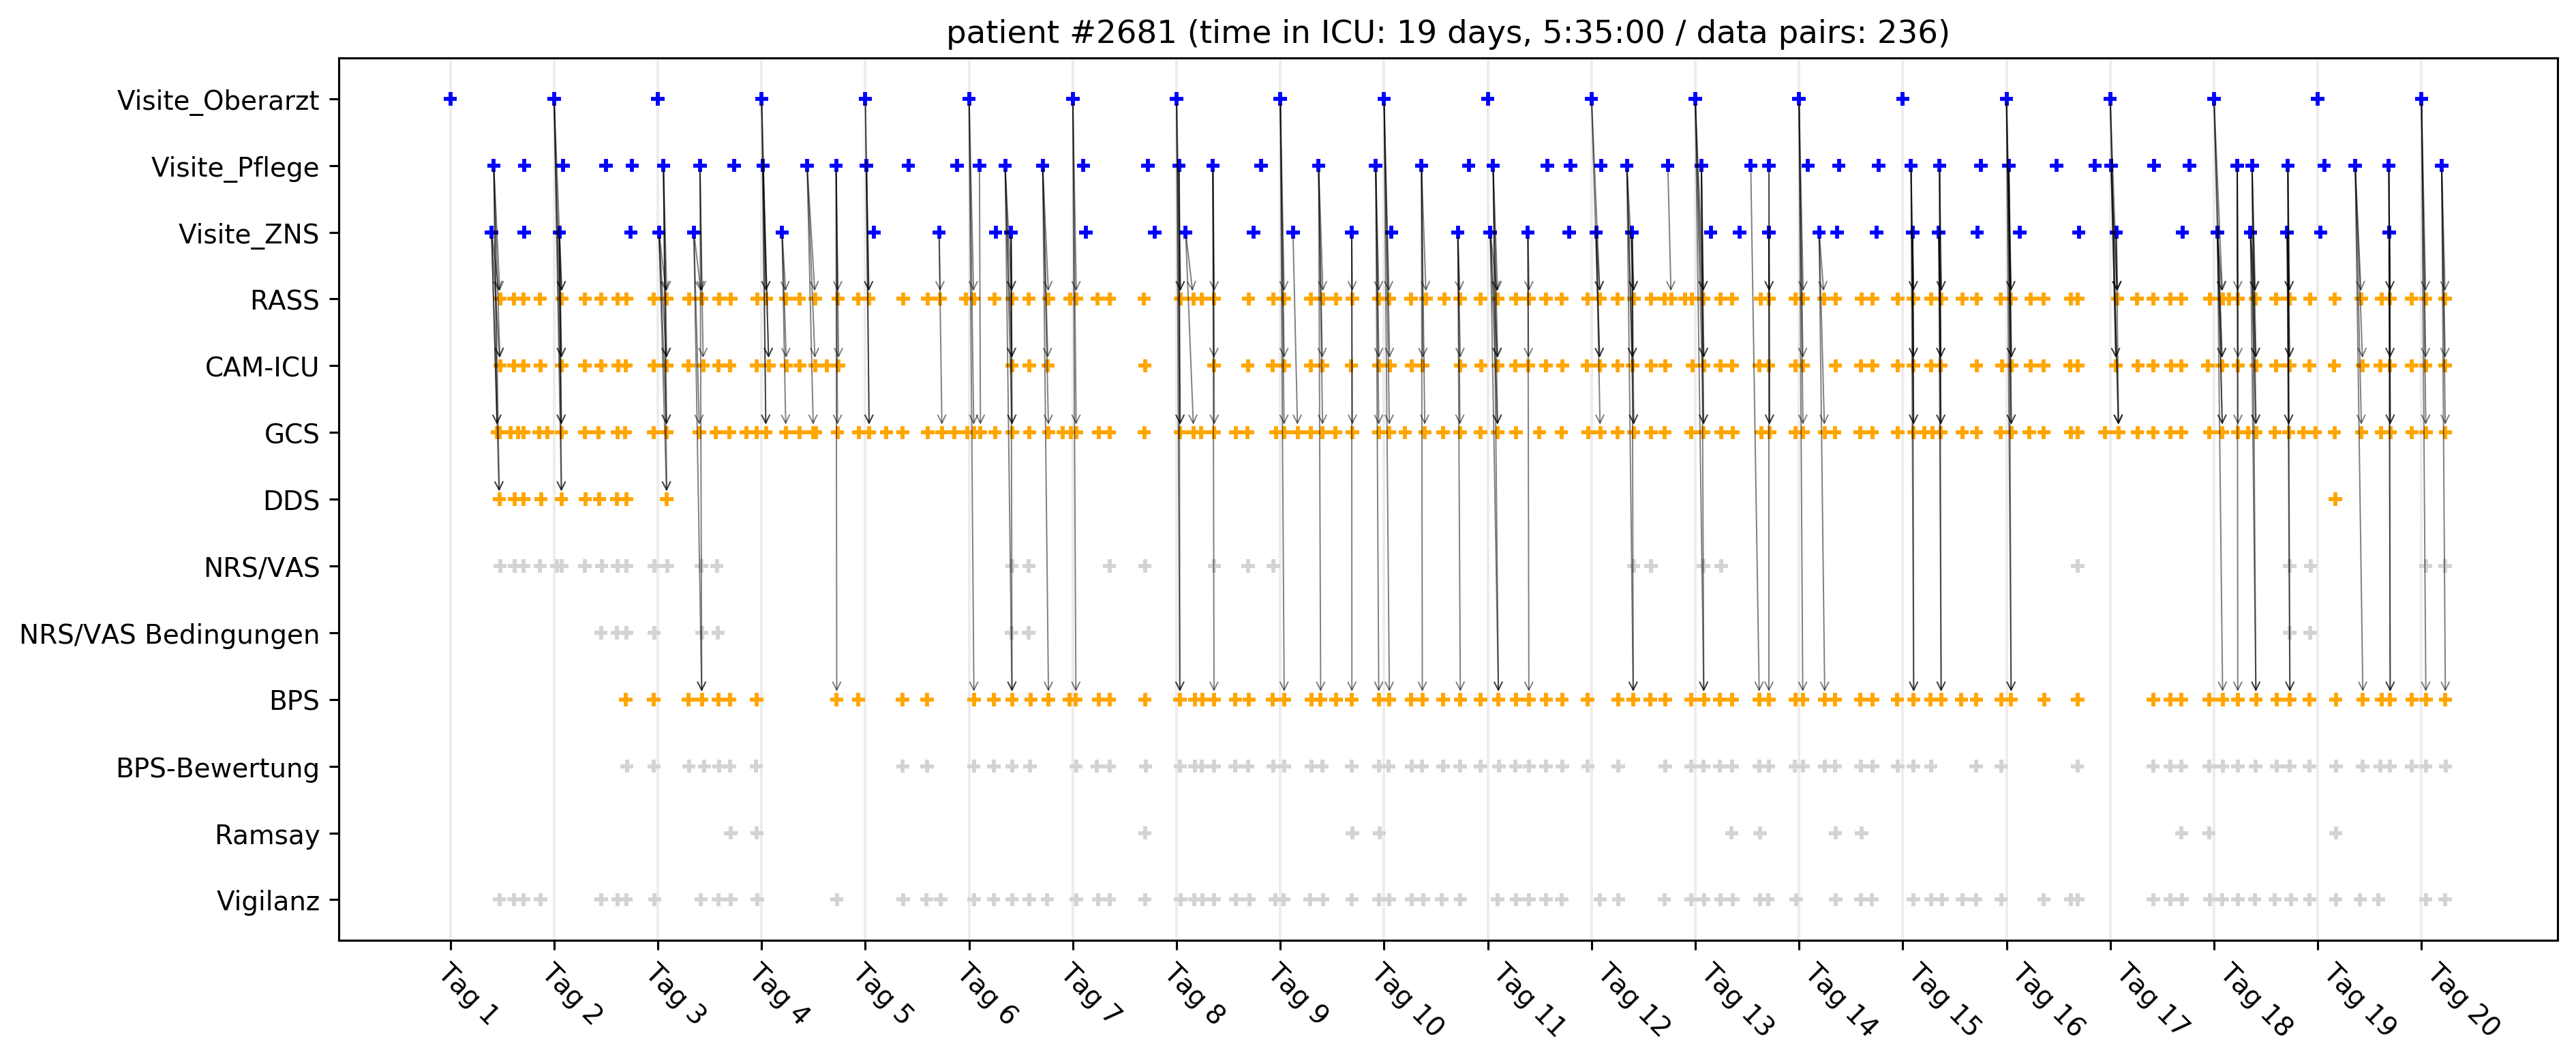 patient #2681 (time in ICU: 19 days, 5:35:00 / data pairs: 236)
Visite_Oberarzt
Visite_Pflege
Visite_ZNS
RASS
CAM-ICU
GCS
DDS
NRS/VAS
NRS/VAS Bedingungen
BPS
BPS-Bewertung
Ramsay
Vigilanz
Tag 1
Tag 2
Tag 3
Tag 4
Tag 5
Tag 6
Tag 7
Tag 8
Tag 9
Tag 10
Tag 11
Tag 12
Tag 13
Tag 14
Tag 15
Tag 16
Tag 17
Tag 18
Tag 19
Tag 20